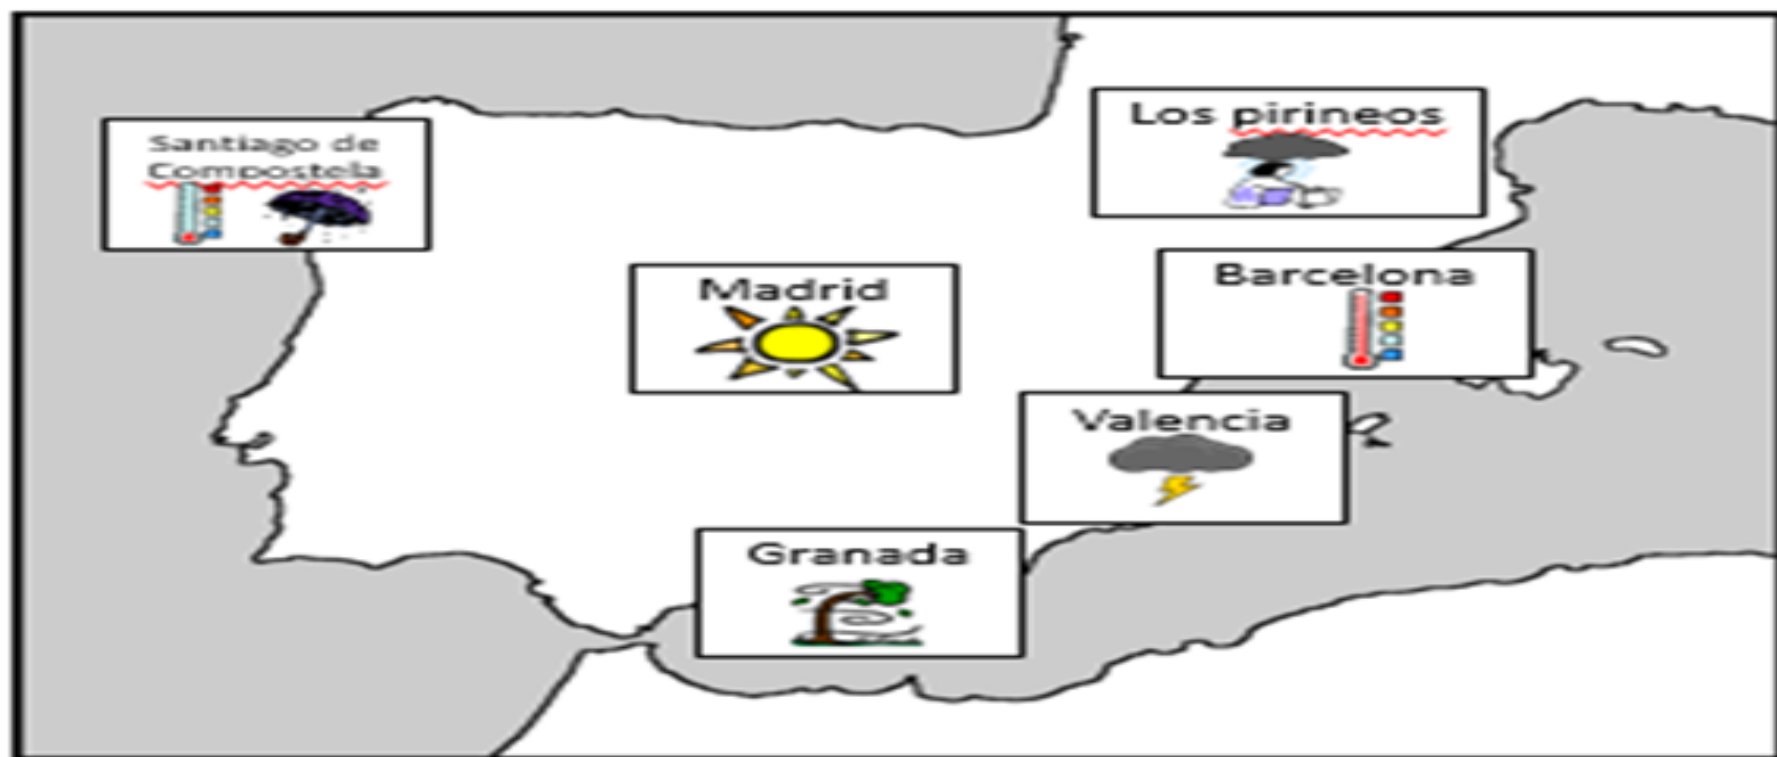 Los pirineos
Santiago de
Compostela
Madrid
Barcelona
Valencia
Granada